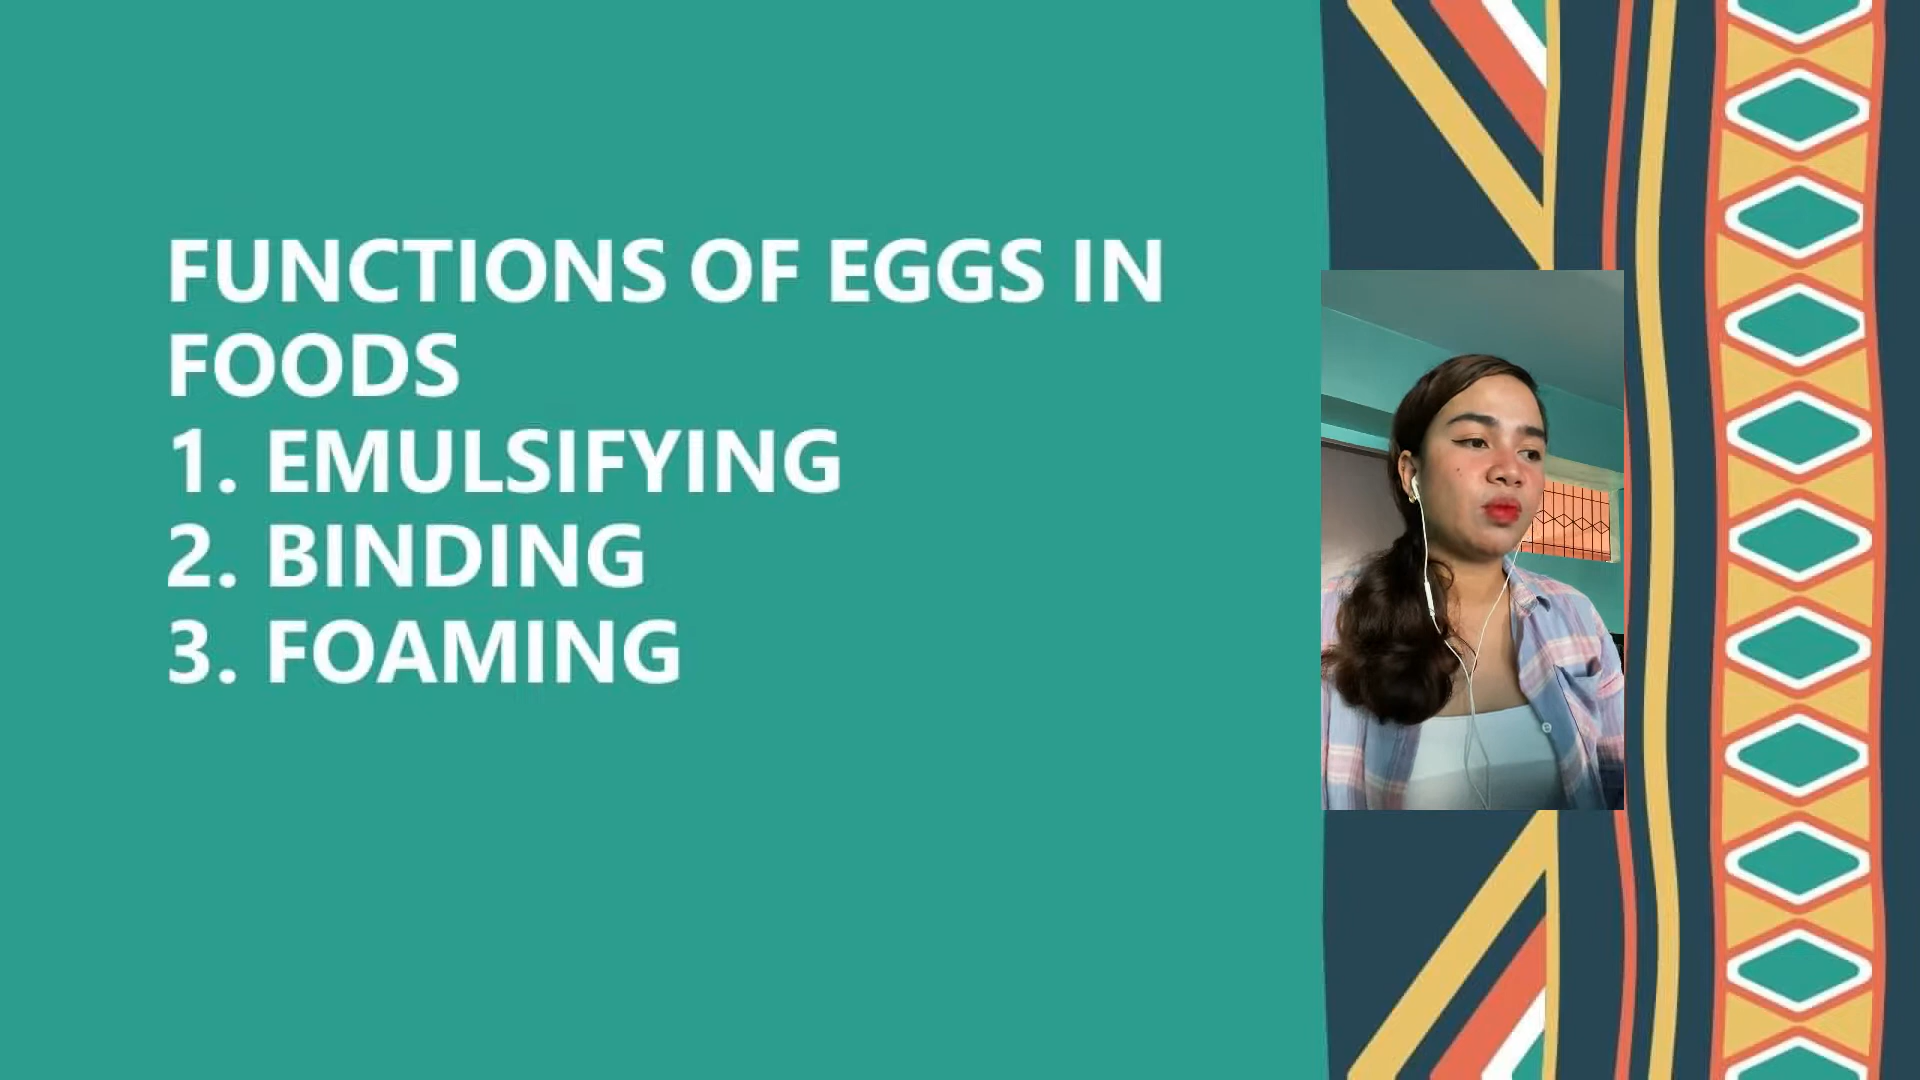 FUNCTIONS OF EGGS IN
FOODS
1. EMULSIFYING
2. BINDING
3. FOAMING